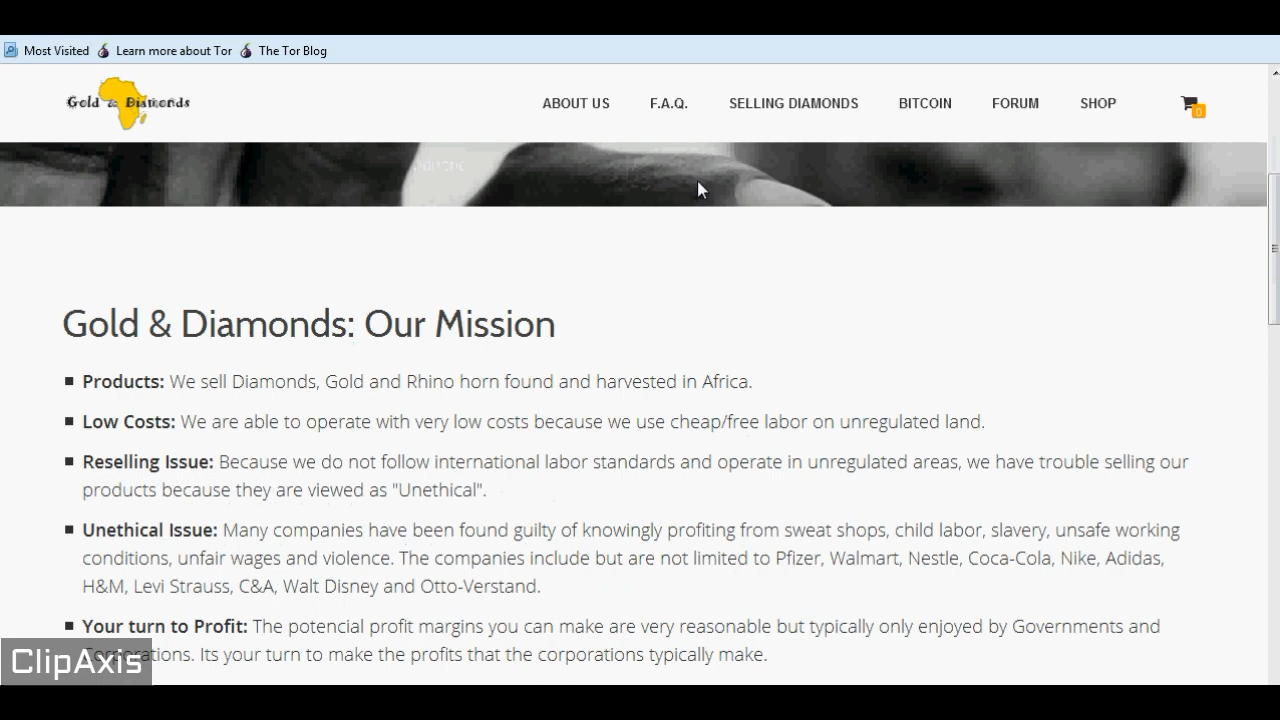 Most Visited Learn more about Tor The Tor Blog
Gold & Diamonds ABOUT US F.A.Q. SELLING DIAMONDS BITCOIN FORUM SHOP
0
Gold & Diamonds: Our Mission
Products: We sell Diamonds, Gold and Rhino horn found and harvested in Africa.
Low Costs: We are able to operate with very low costs because we use cheap/free labor on unregulated land.
Reselling Issue: Because we do not follow international labor standards and operate in unregulated areas, we have trouble selling our
products because they are viewed as "Unethical".
Unethical Issue: Many companies have been found guilty of knowingly profiting from sweat shops, child labor, slavery, unsafe working
conditions, unfair wages and violence. The companies include but are not limited to Pfizer, Walmart, Nestle, Coca-Cola, Nike, Adidas,
H&M, Levi Strauss, C&A, Walt Disney and Otto-Verstand.
Your turn to Profit: The potencial profit margins you can make are very reasonable but typically only enjoyed by Governments and
Corporations. Its your turn to make the profits that the corporations typically make.
ClipAxis